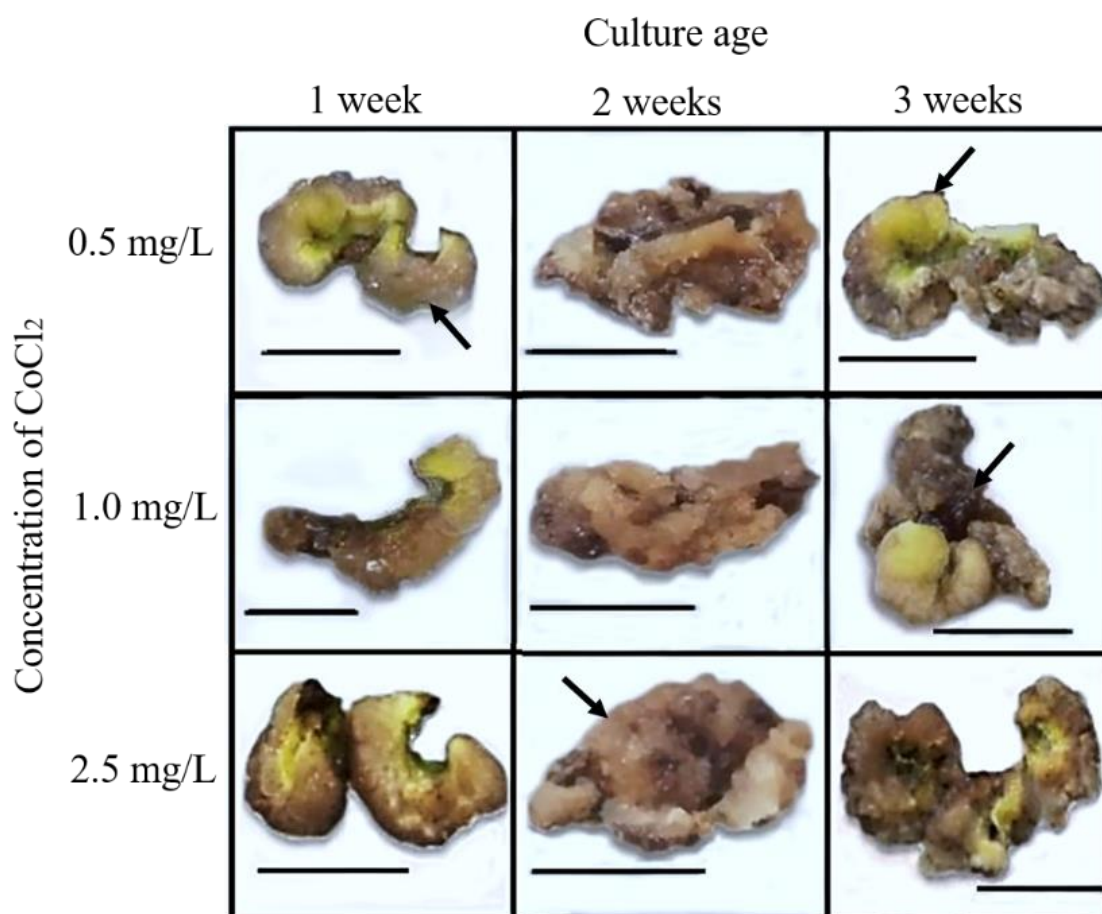 Culture age
1 week
2 weeks
3 weeks
Concentration of CoCl₂
0.5 mg/L
1.0 mg/L
2.5 mg/L